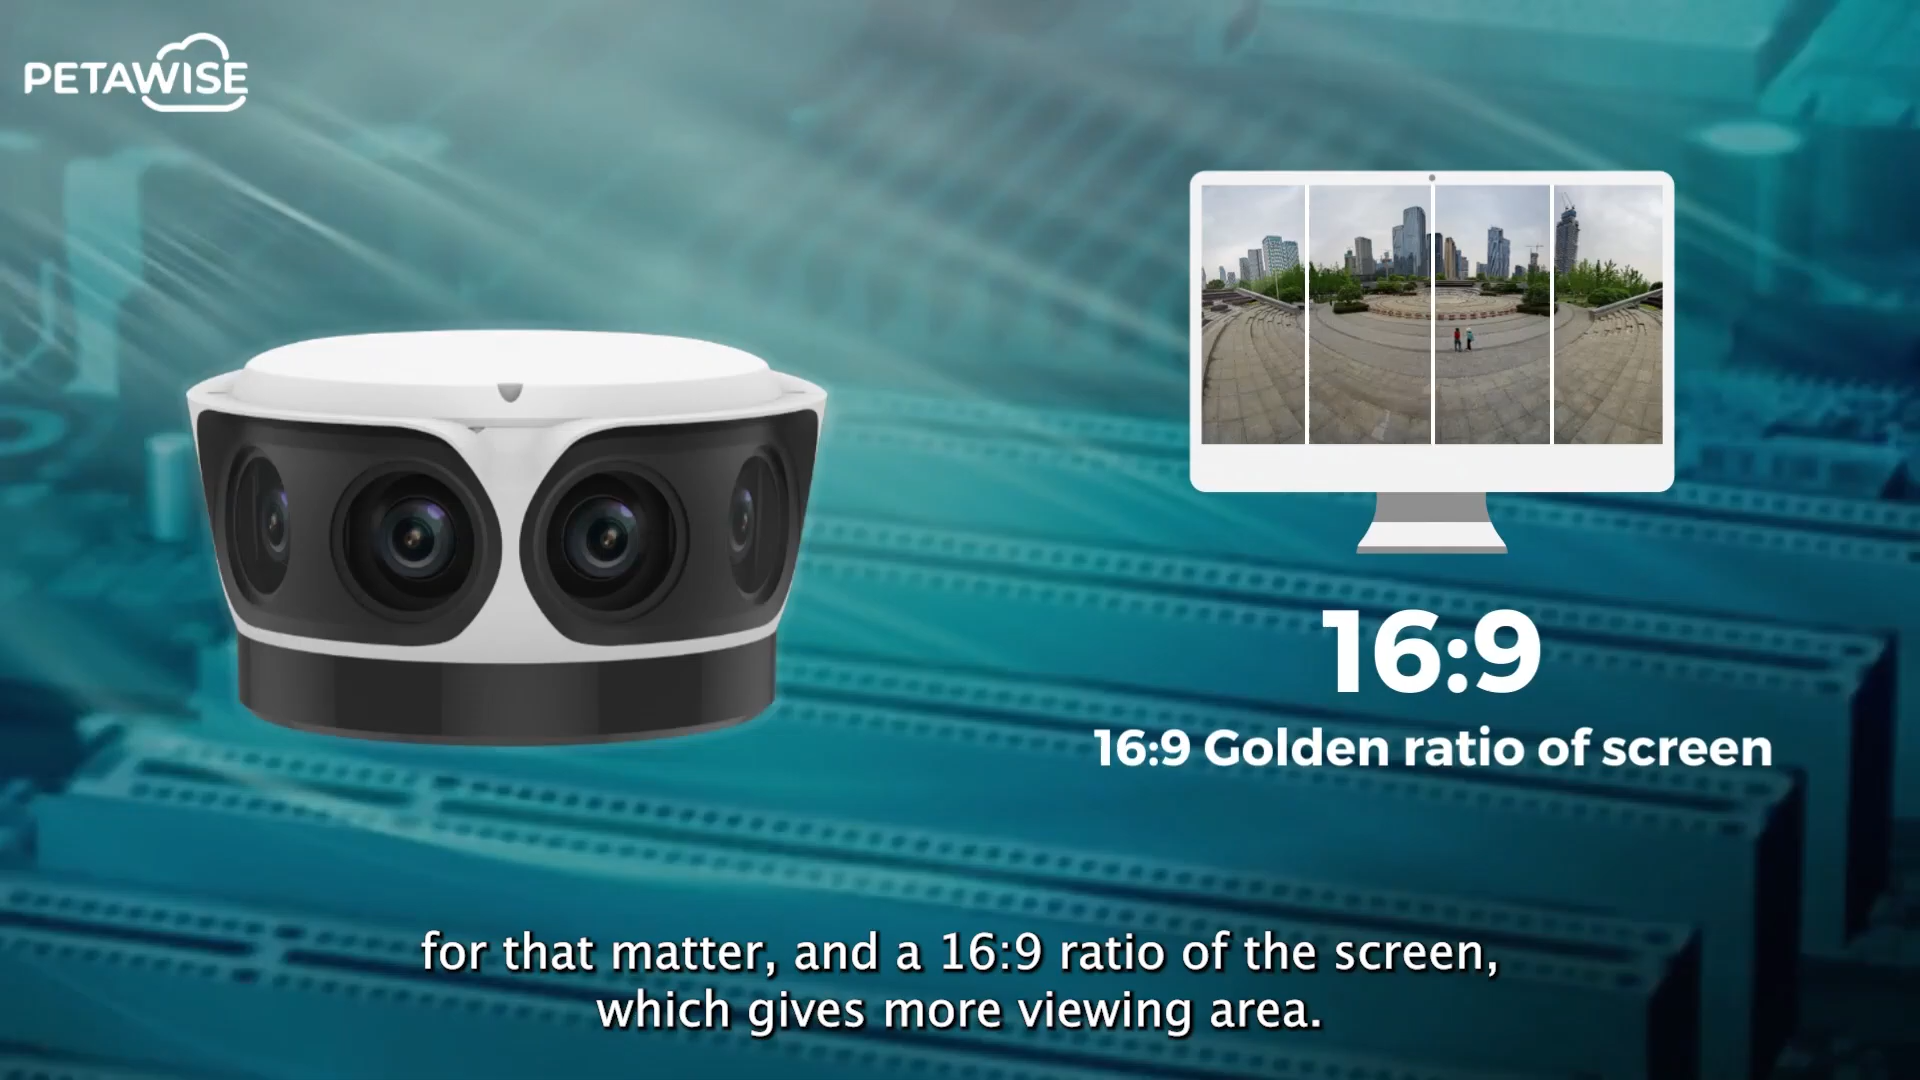 PETAWISE
16:9
16:9 Golden ratio of screen
for that matter, and a 16:9 ratio of the screen,
which gives more viewing area.